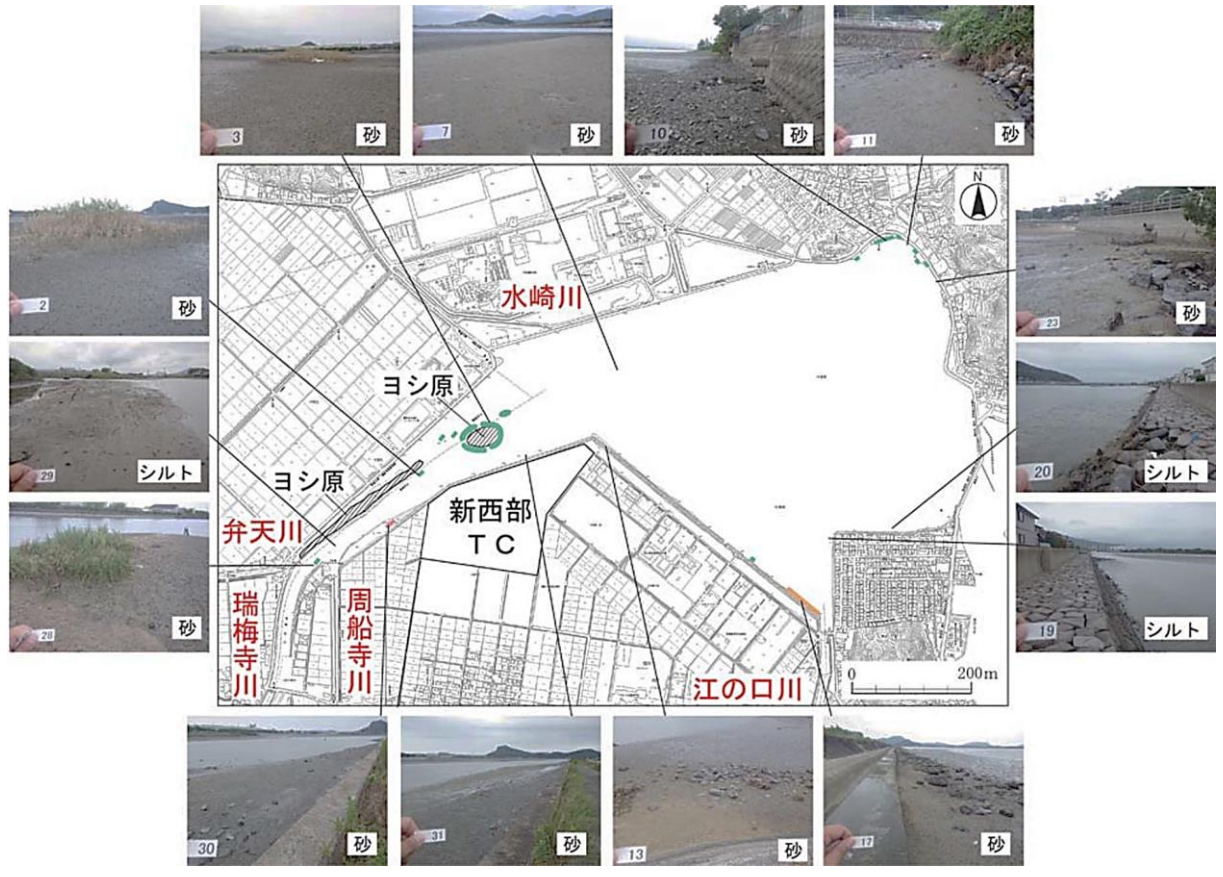 3
砂
7
砂
10
砂
11
砂
2
砂
29
シルト
28
砂
N
水崎川
ヨシ原
ヨシ原
弁天川
新西部
TC
瑞梅寺川
周船寺川
江の口川
0
200m
23
砂
20
シルト
19
シルト
30
砂
31
砂
13
砂
17
砂